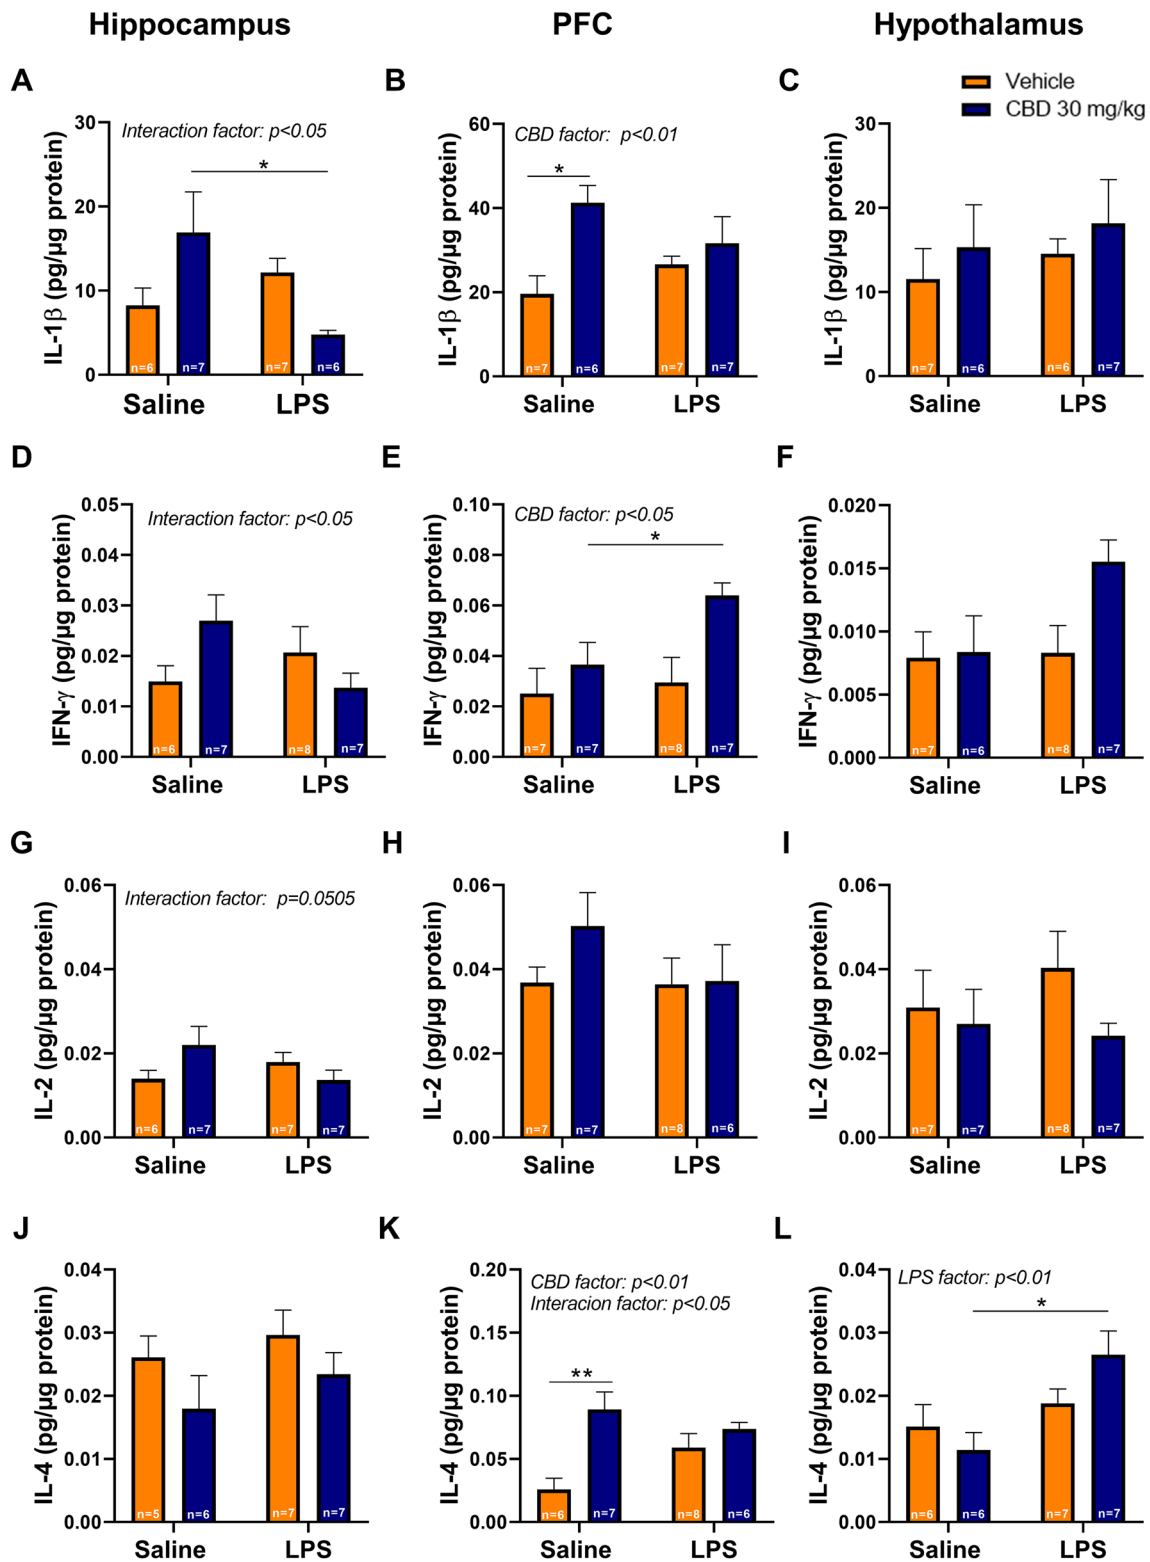 Hippocampus PFC Hypothalamus
A B C
Vehicle
CBD 30 mg/kg
IL-1β (pg/µg protein)
30
20
10
0
Interaction factor: p<0.05
*
n=6 n=7 n=7 n=6
Saline LPS
IL-1β (pg/µg protein)
60
40
20
0
CBD factor: p<0.01
*
n=7 n=6 n=7 n=7
Saline LPS
IL-1β (pg/µg protein)
30
20
10
0
n=7 n=6 n=6 n=7
Saline LPS
D E F
IFN-γ (pg/µg protein)
0.05
0.04
0.03
0.02
0.01
0.00
Interaction factor: p<0.05
n=6 n=7 n=8 n=7
Saline LPS
IFN-γ (pg/µg protein)
0.10
0.08
0.06
0.04
0.02
0.00
CBD factor: p<0.05
*
n=7 n=7 n=8 n=7
Saline LPS
IFN-γ (pg/µg protein)
0.020
0.015
0.010
0.005
0.000
n=7 n=6 n=8 n=7
Saline LPS
G H I
IL-2 (pg/µg protein)
0.06
0.04
0.02
0.00
Interaction factor: p=0.0505
n=6 n=7 n=7 n=7
Saline LPS
IL-2 (pg/µg protein)
0.06
0.04
0.02
0.00
n=7 n=7 n=8 n=6
Saline LPS
IL-2 (pg/µg protein)
0.06
0.04
0.02
0.00
n=7 n=7 n=8 n=7
Saline LPS
J K L
IL-4 (pg/µg protein)
0.04
0.03
0.02
0.01
0.00
n=5 n=6 n=7 n=7
Saline LPS
IL-4 (pg/µg protein)
0.20
0.15
0.10
0.05
0.00
CBD factor: p<0.01
Interacion factor: p<0.05
**
n=6 n=7 n=8 n=6
Saline LPS
IL-4 (pg/µg protein)
0.04
0.03
0.02
0.01
0.00
LPS factor: p<0.01
*
n=6 n=6 n=7 n=7
Saline LPS